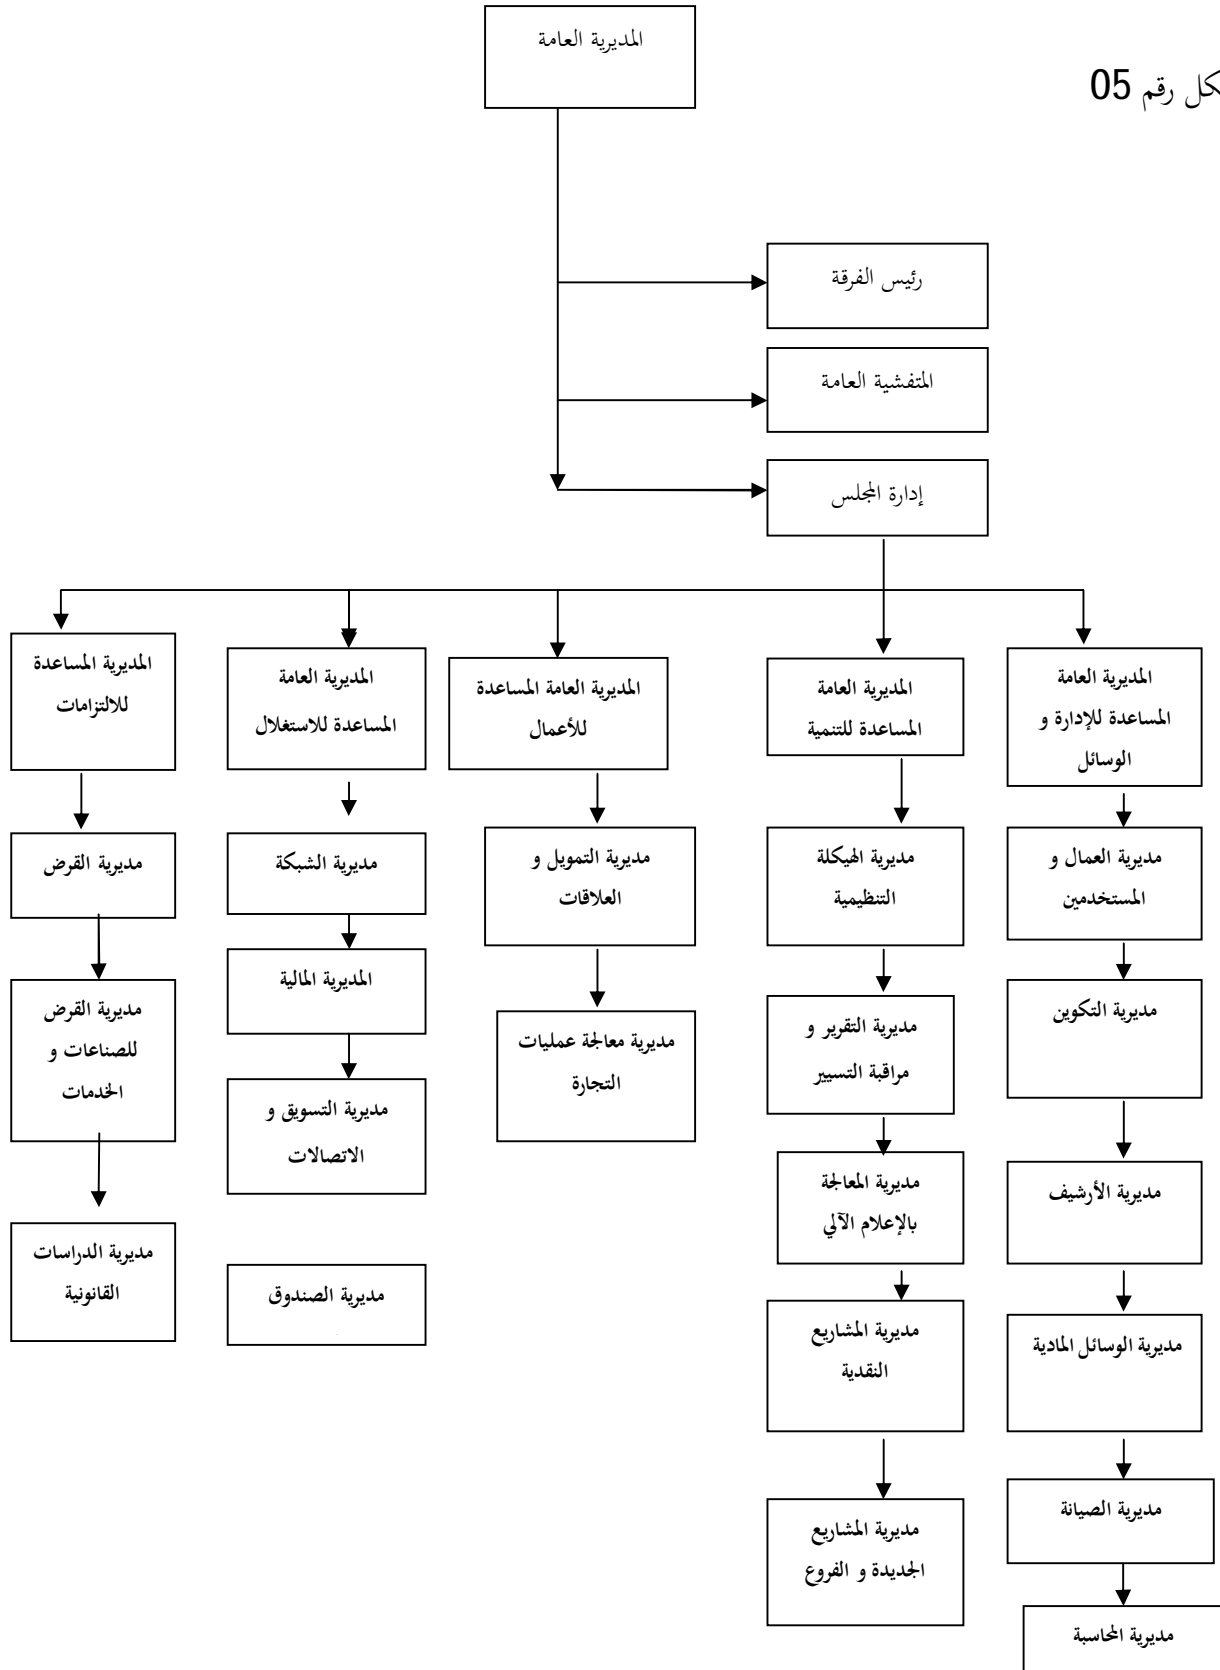 المديرية العامة
كل رقم 05
رئيس الفرقة
المتفشية العامة
إدارة المجلس
المديرية العامة
المساعدة للإدارة و
الوسائل
المديرية العامة
المساعدة للتنمية
المديرية العامة المساعدة
للأعمال
المديرية العامة
المساعدة للاستغلال
المديرية المساعدة
للالتزامات
مديرية العمال و
المستخدمين
مديرية الهيكلة
التنظيمية
مديرية التمويل و
العلاقات
مديرية الشبكة
مديرية القرض
مديرية التكوين
مديرية التقرير و
مراقبة التسيير
مديرية معالجة عمليات
التجارة
المديرية المالية
مديرية القرض
للصناعات و
الخدمات
مديرية الأرشيف
مديرية المعالجة
بالإعلام الآلي
مديرية التسويق و
الاتصالات
مديرية الدراسات
القانونية
مديرية الوسائل المادية
مديرية المشاريع
النقدية
مديرية الصندوق
مديرية الصيانة
مديرية المشاريع
الجديدة و الفروع
مديرية المحاسبة